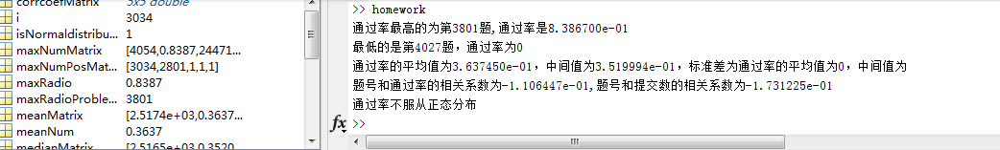 corrcoefMatrix 5x5 double
i 3034
isNormaldistribu... 1
maxNumMatrix [4054,0.8387,24471...
maxNumPosMat... [3034,2801,1,1,1]
maxRadio 0.8387
maxRadioProble... 3801
meanMatrix [2.5174e+03,0.3637...
meanNum 0.3637
medianMatrix [2.5165e+03,0.3520
>> homework
通过率最高的为第3801题,通过率是8.386700e-01
最低的是第4027题，通过率为0
通过率的平均值为3.637450e-01，中间值为3.519994e-01，标准差为通过率的平均值为0，中间值为
题号和通过率的相关系数为-1.106447e-01,题号和提交数的相关系数为-1.731225e-01
通过率不服从正态分布
fx >>